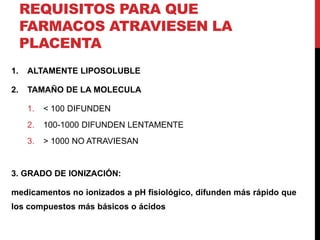 REQUISITOS PARA QUE
FARMACOS ATRAVIESEN LA
PLACENTA
1. ALTAMENTE LIPOSOLUBLE
2. TAMAÑO DE LA MOLECULA
1. < 100 DIFUNDEN
2. 100-1000 DIFUNDEN LENTAMENTE
3. > 1000 NO ATRAVIESAN
3. GRADO DE IONIZACIÓN:
medicamentos no ionizados a pH fisiológico, difunden más rápido que
los compuestos más básicos o ácidos